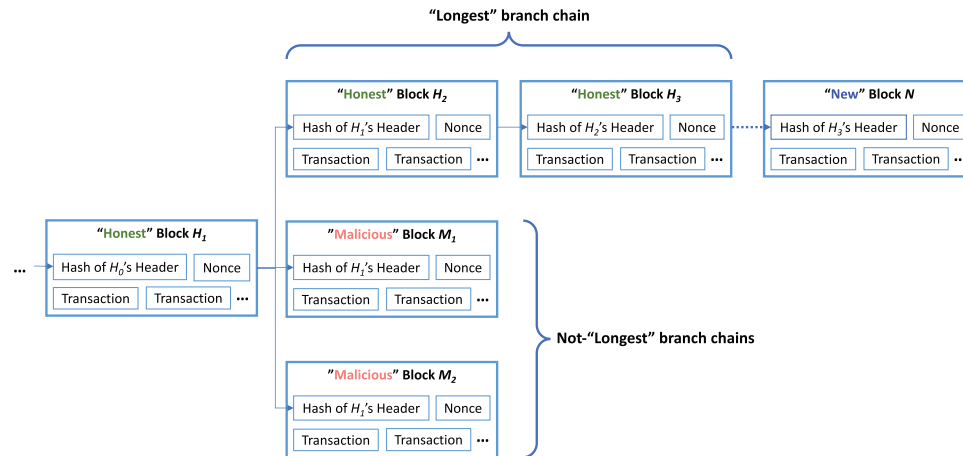 “Longest” branch chain
“Honest” Block H₂
Hash of H₁’s Header
Nonce
Transaction
Transaction
...
“Honest” Block H₃
Hash of H₂’s Header
Nonce
Transaction
Transaction
...
“New” Block N
Hash of H₃’s Header
Nonce
Transaction
Transaction
...
“Honest” Block H₁
...
Hash of H₀’s Header
Nonce
Transaction
Transaction
...
”Malicious” Block M₁
Hash of H₁’s Header
Nonce
Transaction
Transaction
...
Not-“Longest” branch chains
”Malicious” Block M₂
Hash of H₁’s Header
Nonce
Transaction
Transaction
...